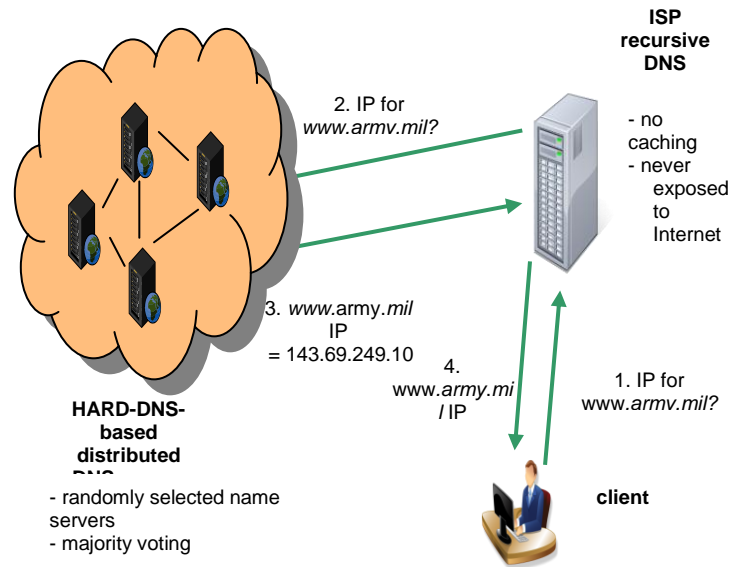 ISP
recursive
DNS
- no
caching
- never
exposed
to
Internet
2. IP for
www.armv.mil?
3. www.army.mil
IP
= 143.69.249.10
4.
www.army.mi
l IP
1. IP for
www.armv.mil?
HARD-DNS-
based
distributed
DNS
- randomly selected name
servers
- majority voting
client